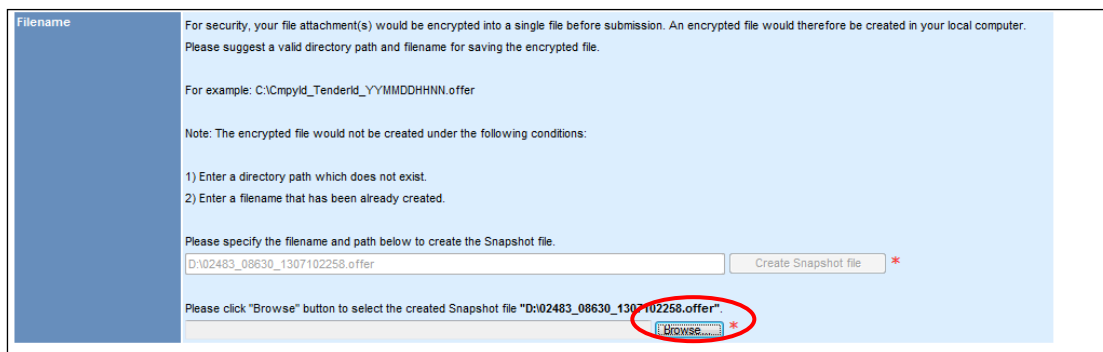 Filename
For security, your file attachment(s) would be encrypted into a single file before submission. An encrypted file would therefore be created in your local computer.
Please suggest a valid directory path and filename for saving the encrypted file.
For example: C:\CmpyId_TenderId_YYMMDDHHNN.offer
Note: The encrypted file would not be created under the following conditions:
1) Enter a directory path which does not exist.
2) Enter a filename that has been already created.
Please specify the filename and path below to create the Snapshot file.
D:\02483_08630_1307102258.offer Create Snapshot file *
Please click "Browse" button to select the created Snapshot file "D:\02483_08630_1307102258.offer".
Browse... *